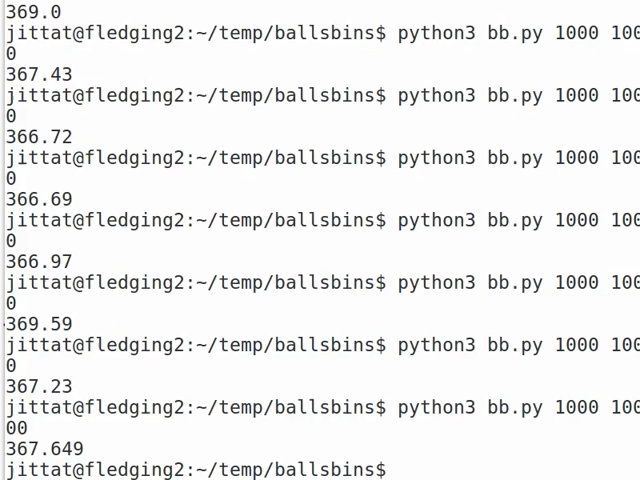 369.0
jittat@fledging2:~/temp/ballsbins$ python3 bb.py 1000 100
0
367.43
jittat@fledging2:~/temp/ballsbins$ python3 bb.py 1000 100
0
366.72
jittat@fledging2:~/temp/ballsbins$ python3 bb.py 1000 100
0
366.69
jittat@fledging2:~/temp/ballsbins$ python3 bb.py 1000 100
0
366.97
jittat@fledging2:~/temp/ballsbins$ python3 bb.py 1000 100
0
369.59
jittat@fledging2:~/temp/ballsbins$ python3 bb.py 1000 100
0
367.23
jittat@fledging2:~/temp/ballsbins$ python3 bb.py 1000 100
00
367.649
jittat@fledging2:~/temp/ballsbins$